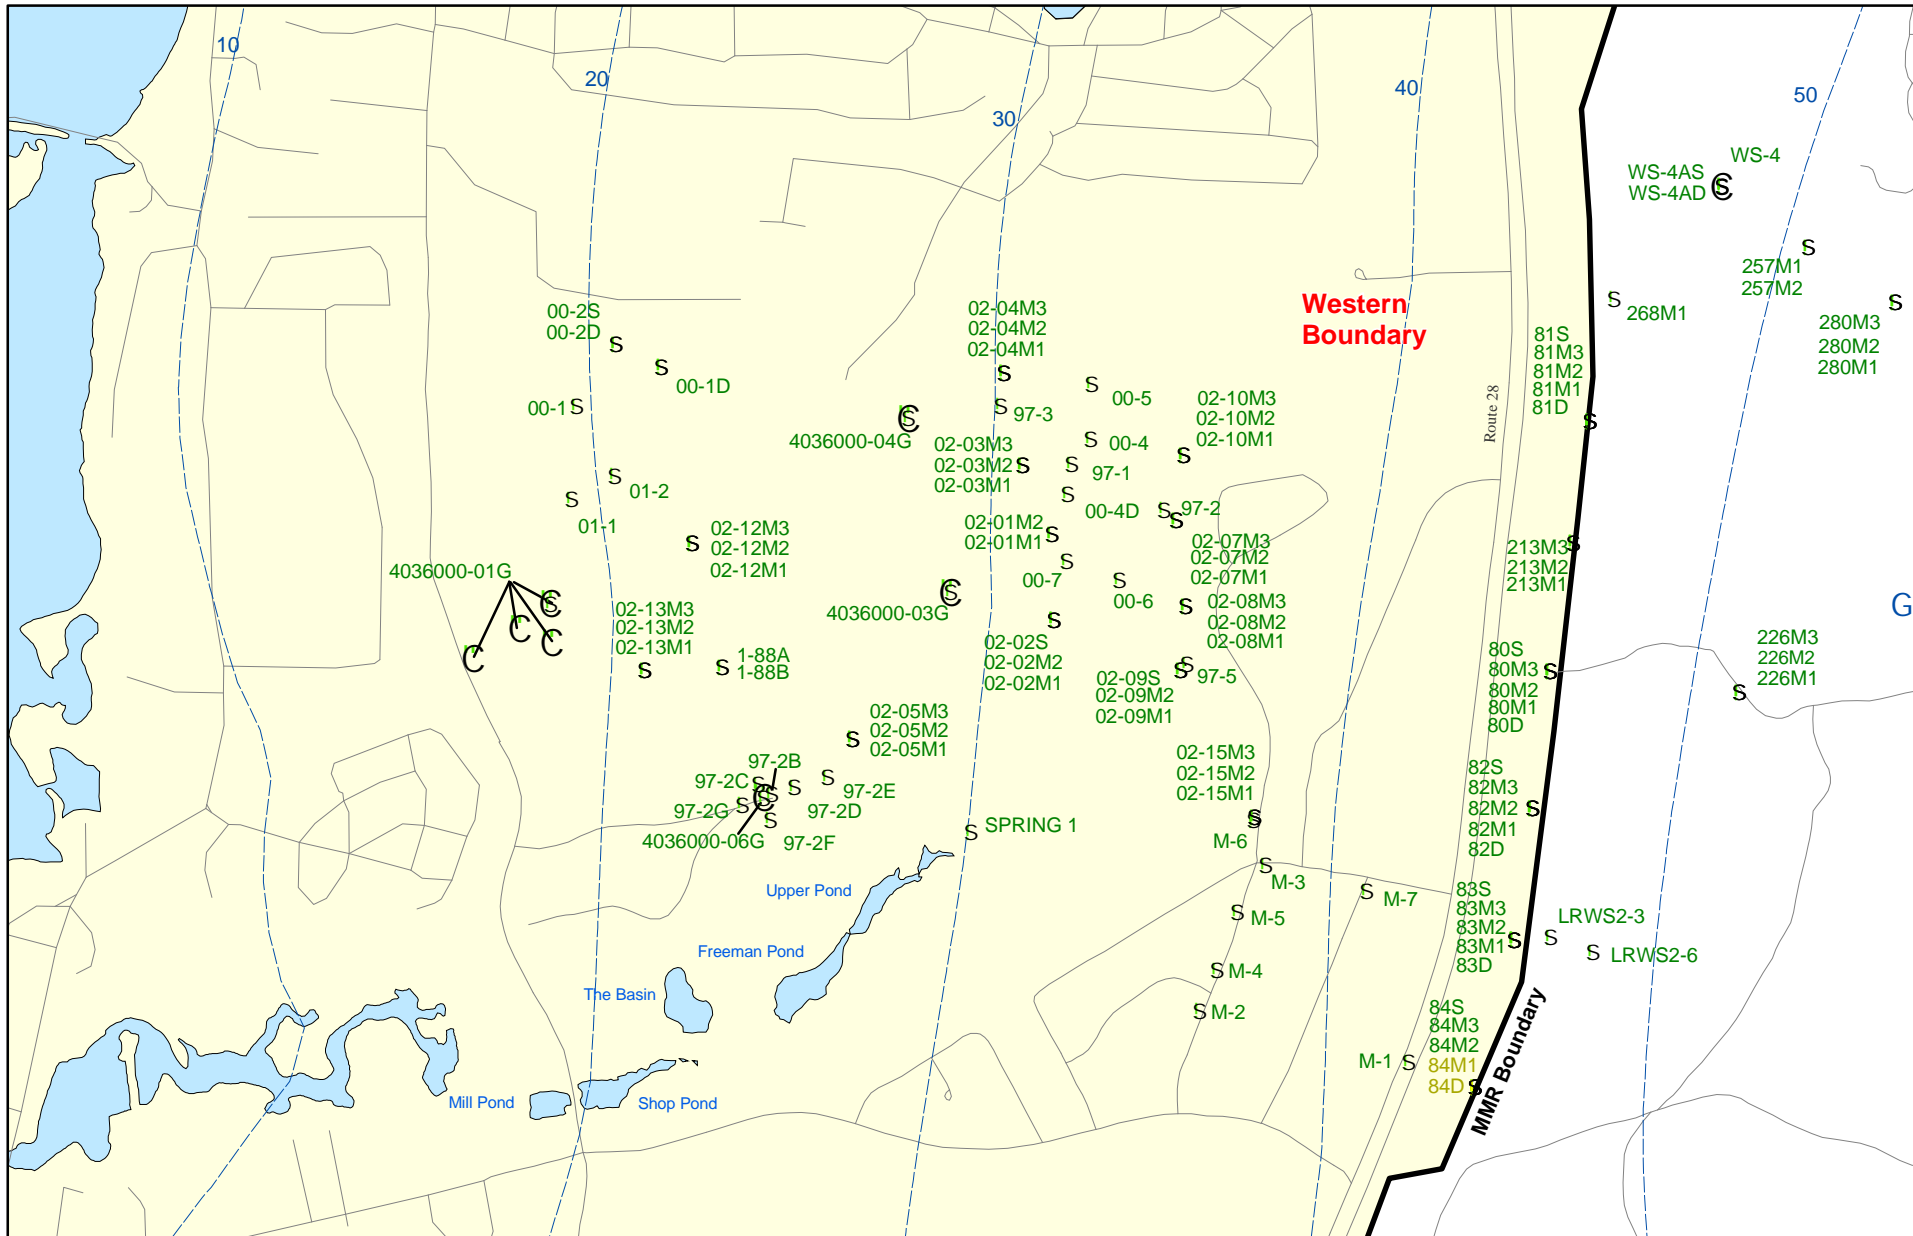 10
20
30
40
50
WS-4
WS-4AS
WS-4AD
257M1
257M2
268M1
280M3
280M2
280M1
Western
Boundary
00-2S
00-2D
00-1D
00-1
02-04M3
02-04M2
02-04M1
97-3
00-5
02-10M3
02-10M2
02-10M1
81S
81M3
81M2
81M1
81D
Route 28
4036000-04G
02-03M3
02-03M2
02-03M1
00-4
97-1
00-4D
97-2
01-2
01-1
02-12M3
02-12M2
02-12M1
02-01M2
02-01M1
02-07M3
02-07M2
02-07M1
213M3
213M2
213M1
4036000-01G
4036000-03G
00-7
00-6
02-13M3
02-13M2
02-13M1
02-08M3
02-08M2
02-08M1
G
1-88A
1-88B
02-02S
02-02M2
02-02M1
02-09S
02-09M2
02-09M1
97-5
80S
80M3
80M2
80M1
80D
226M3
226M2
226M1
02-05M3
02-05M2
02-05M1
97-2B
97-2C
97-2E
97-2G
97-2D
4036000-06G
97-2F
02-15M3
02-15M2
02-15M1
M-6
82S
82M3
82M2
82M1
82D
SPRING 1
Upper Pond
M-3
M-7
M-5
83S
83M3
83M2
83M1
83D
LRWS2-3
LRWS2-6
Freeman Pond
The Basin
M-4
M-2
84S
84M3
84M2
84M1
84D
M-1
MMR Boundary
Mill Pond
Shop Pond